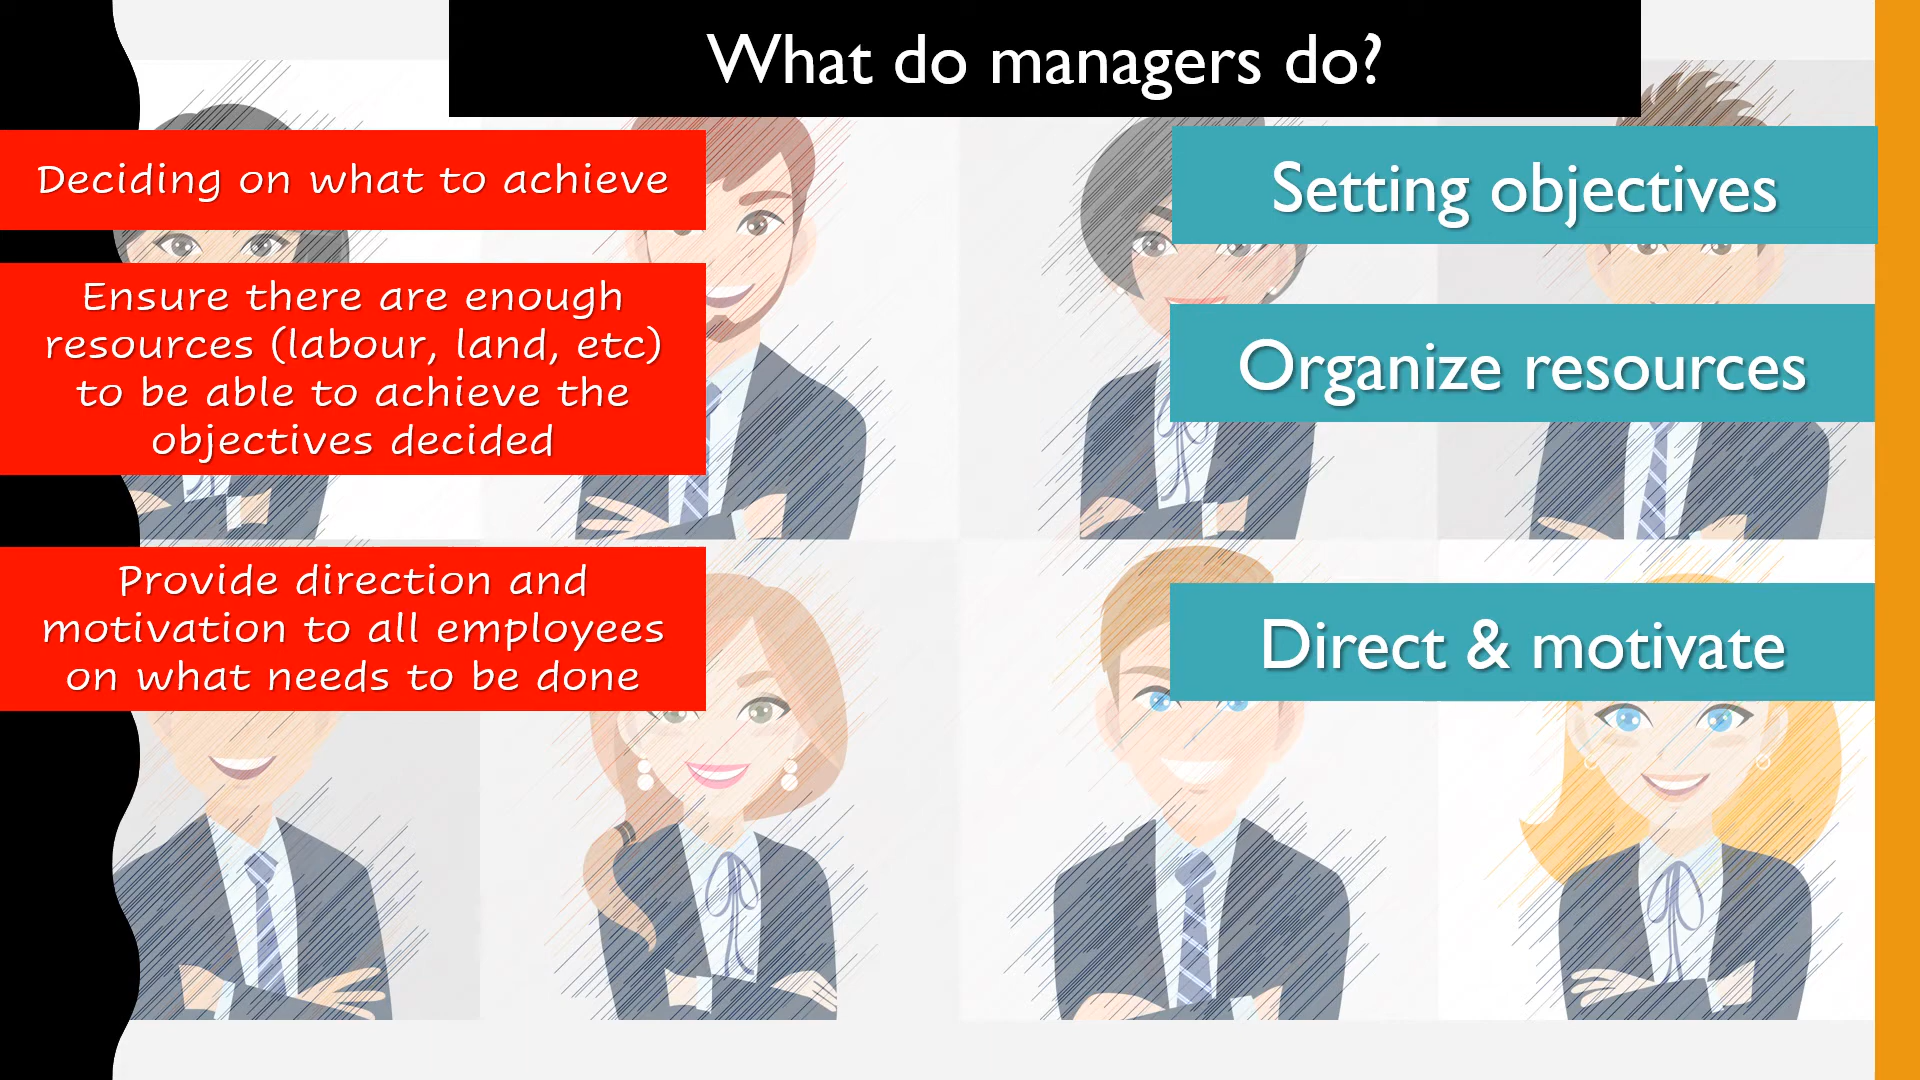 What do managers do?
Deciding on what to achieve
Setting objectives
Ensure there are enough
resources (labour, land, etc)
to be able to achieve the
objectives decided
Organize resources
Provide direction and
motivation to all employees
on what needs to be done
Direct & motivate